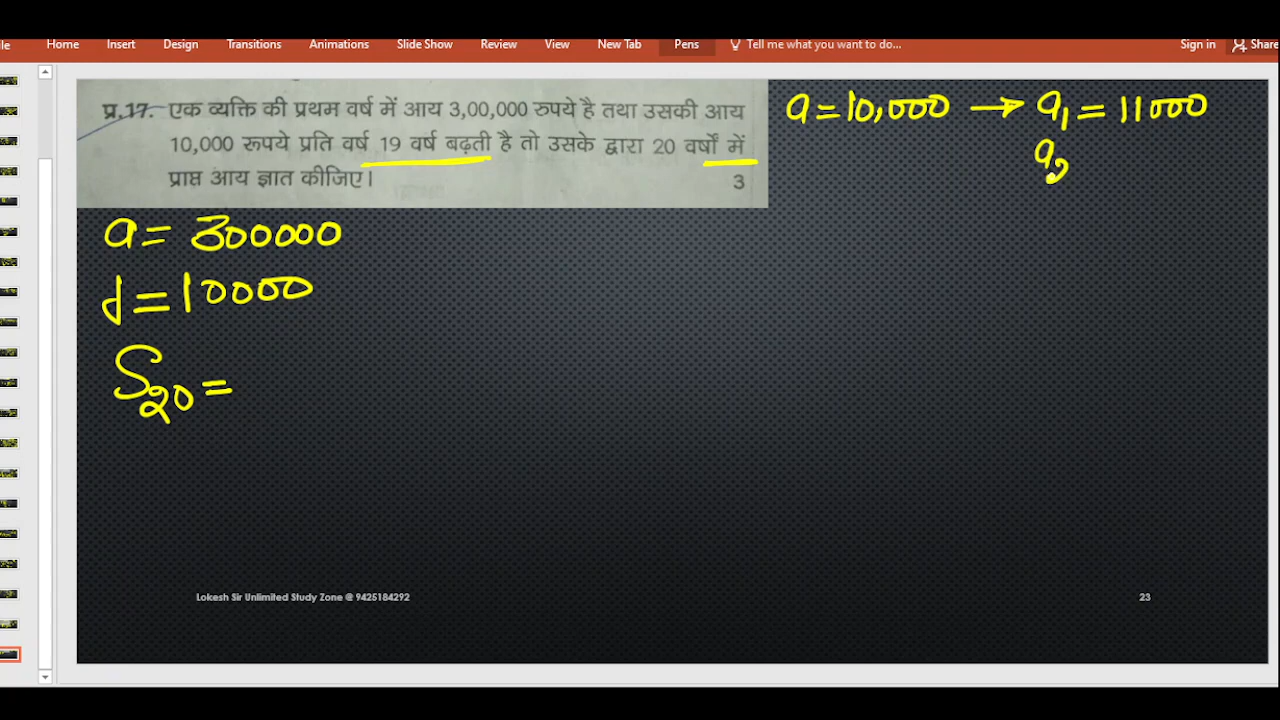 le Home Insert Design Transitions Animations Slide Show Review View New Tab Pens Tell me what you want to do... Sign in Share
प्र.17. एक व्यक्ति की प्रथम वर्ष में आय 3,00,000 रुपये है तथा उसकी आय
10,000 रूपये प्रति वर्ष 19 वर्ष बढ़ती है तो उसके द्वारा 20 वर्षों में
प्राप्त आय ज्ञात कीजिए। 3
a = 10,000 → a₁ = 11000
a₂
a = 300000
d = 10000
S₂₀ =
Lokesh Sir Unlimited Study Zone @ 9425184292 23